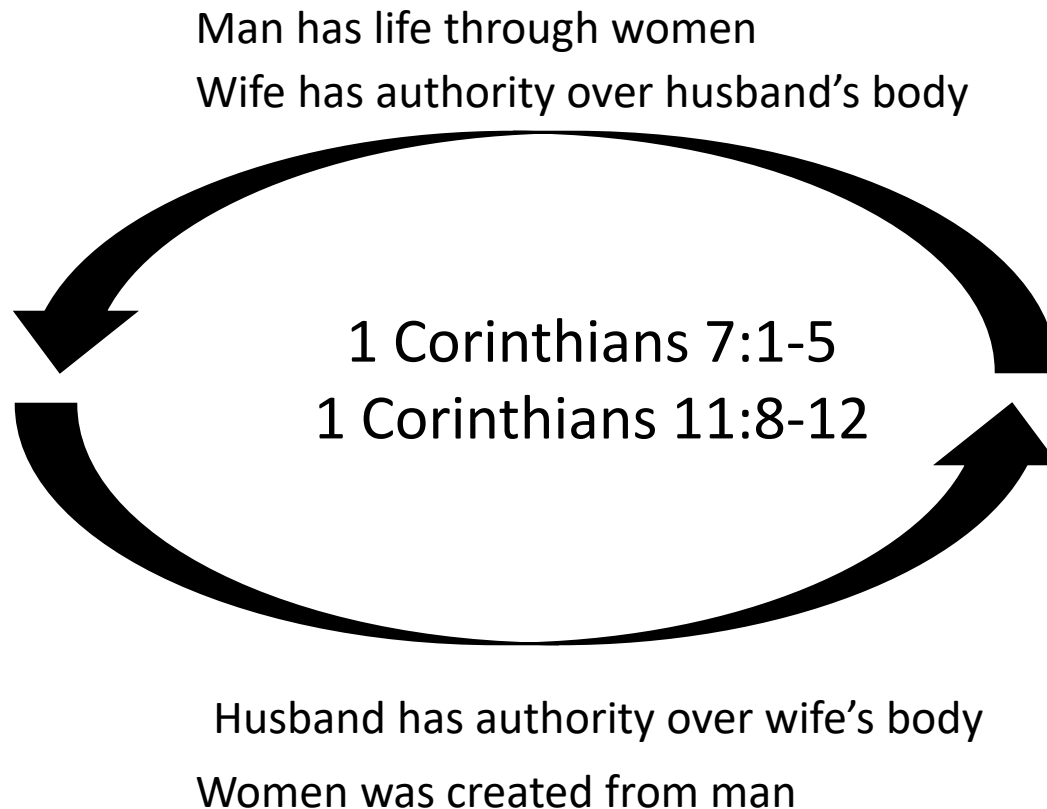 Man has life through women
Wife has authority over husband’s body
1 Corinthians 7:1-5
1 Corinthians 11:8-12
Husband has authority over wife’s body
Women was created from man